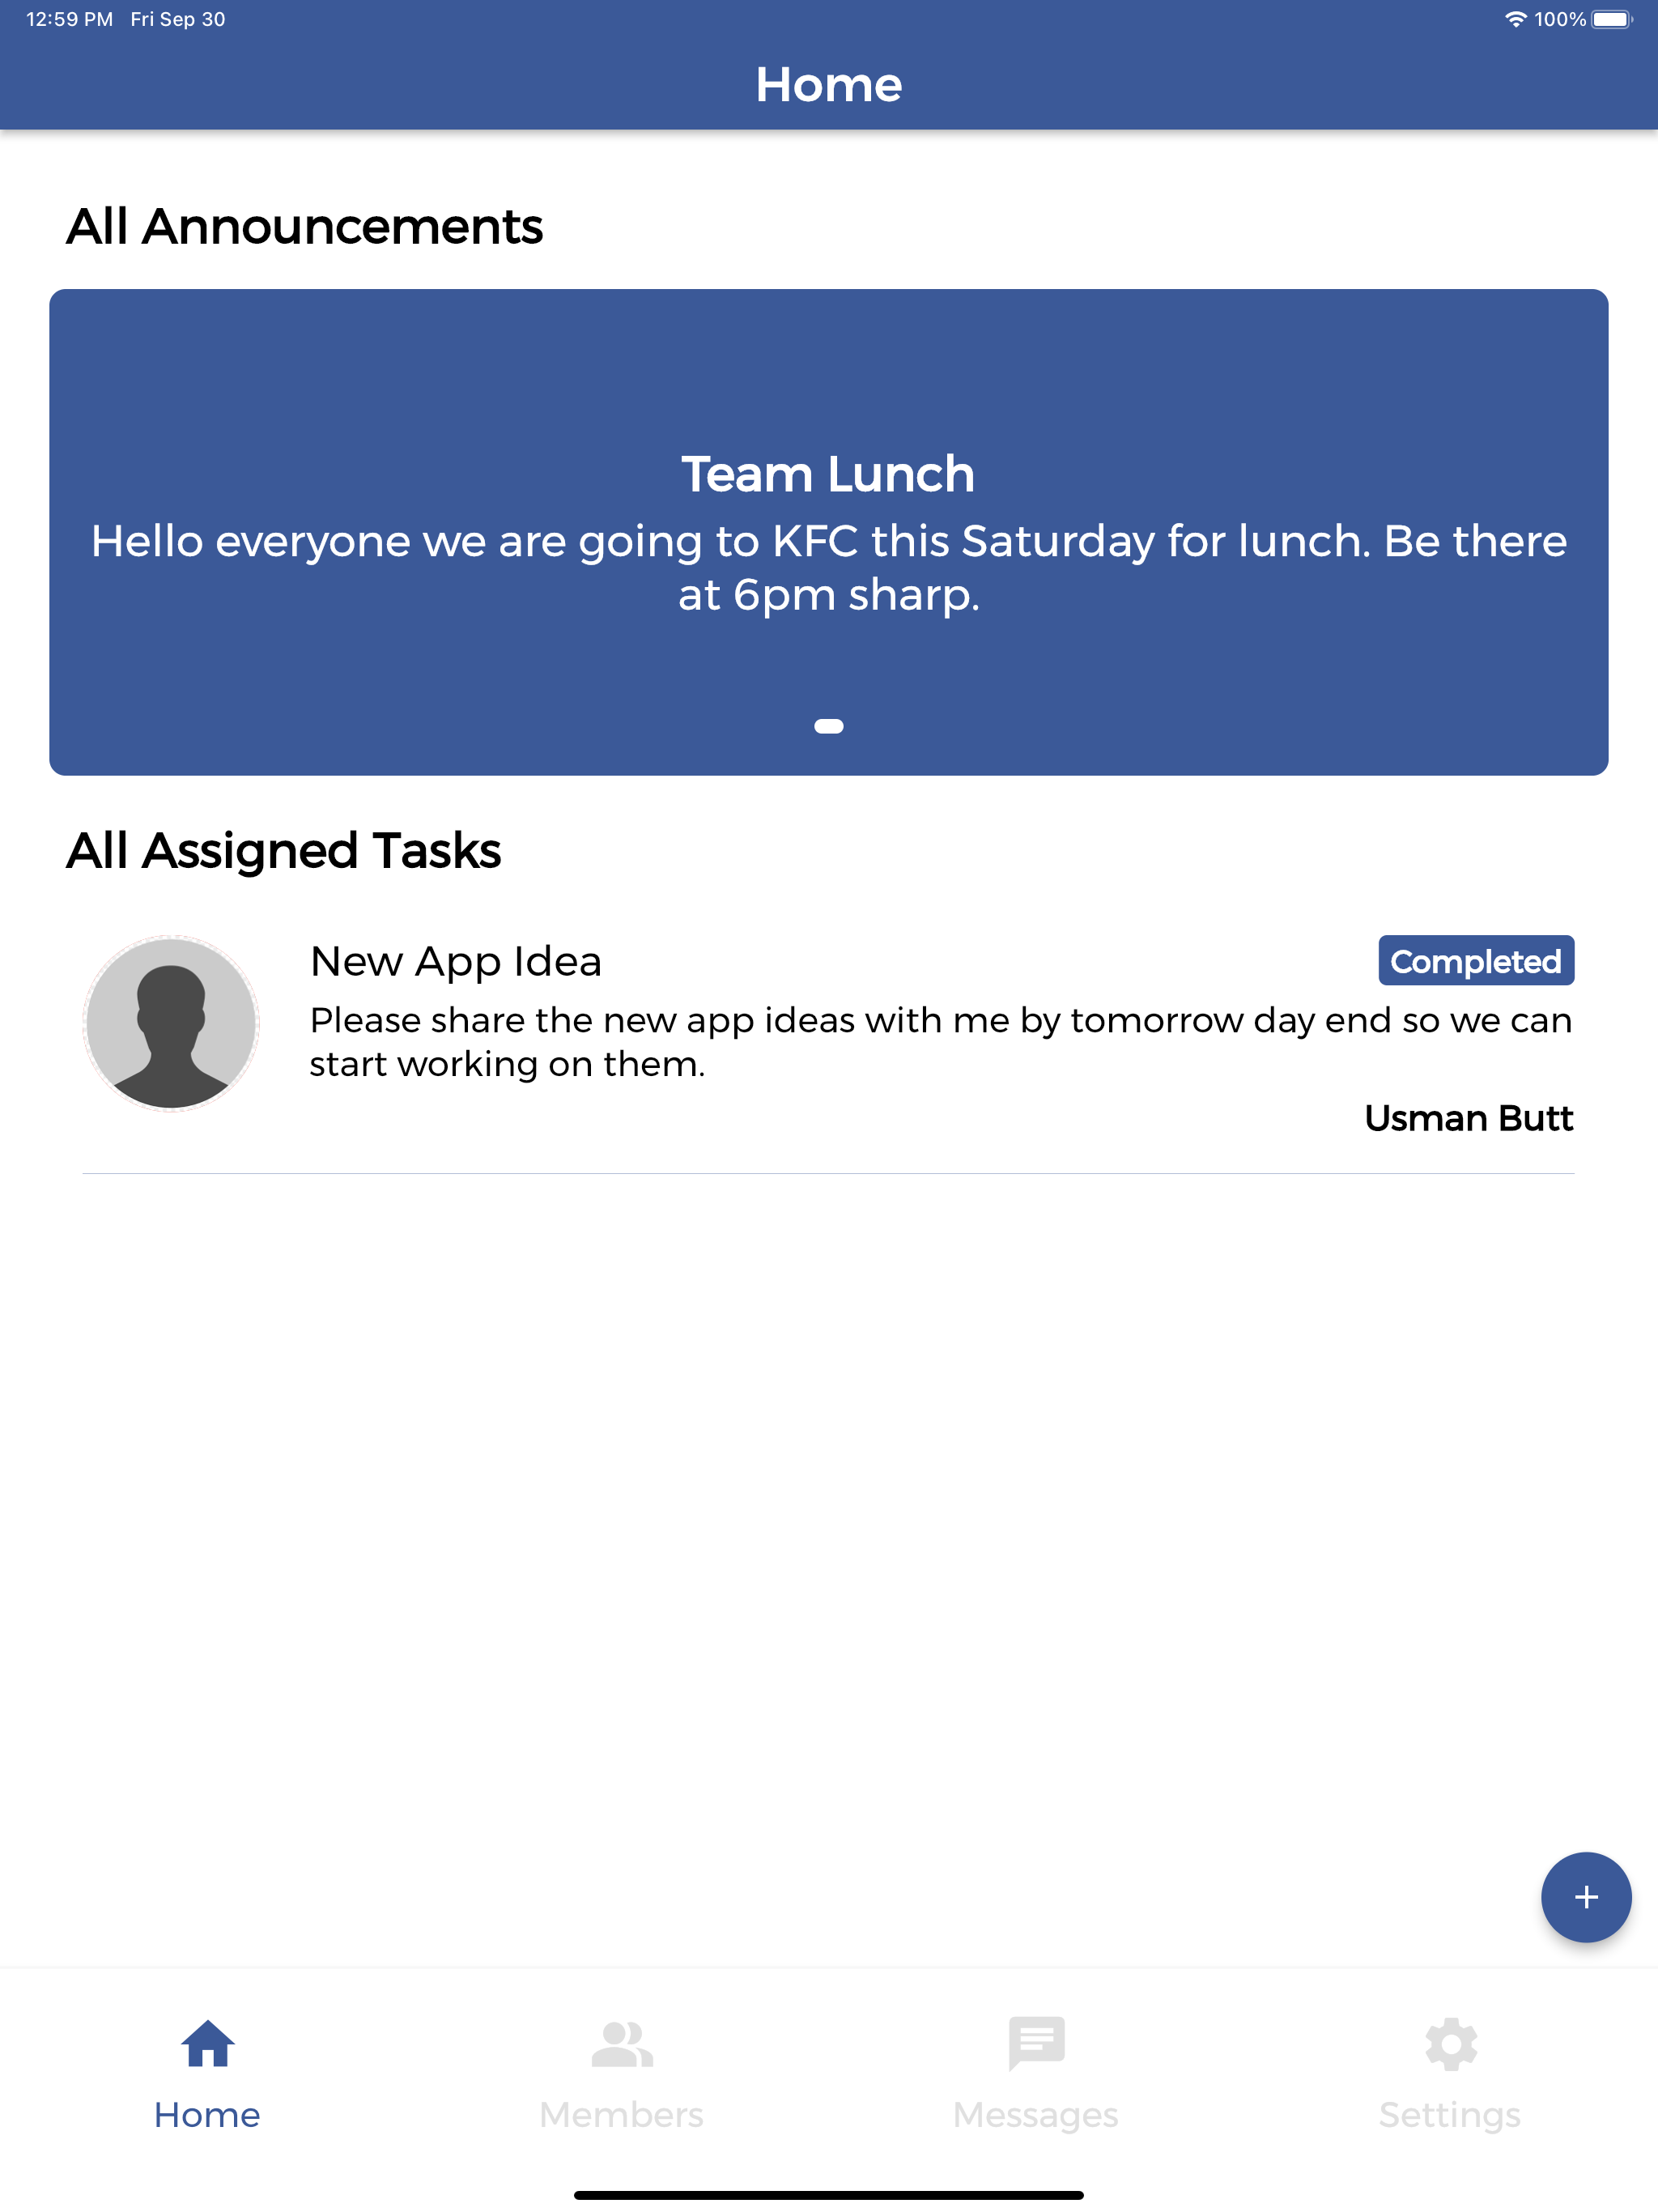 12:59 PM Fri Sep 30 100%
Home
All Announcements
Team Lunch
Hello everyone we are going to KFC this Saturday for lunch. Be there
at 6pm sharp.
All Assigned Tasks
New App Idea
Completed
Please share the new app ideas with me by tomorrow day end so we can
start working on them.
Usman Butt
+
Home Members Messages Settings